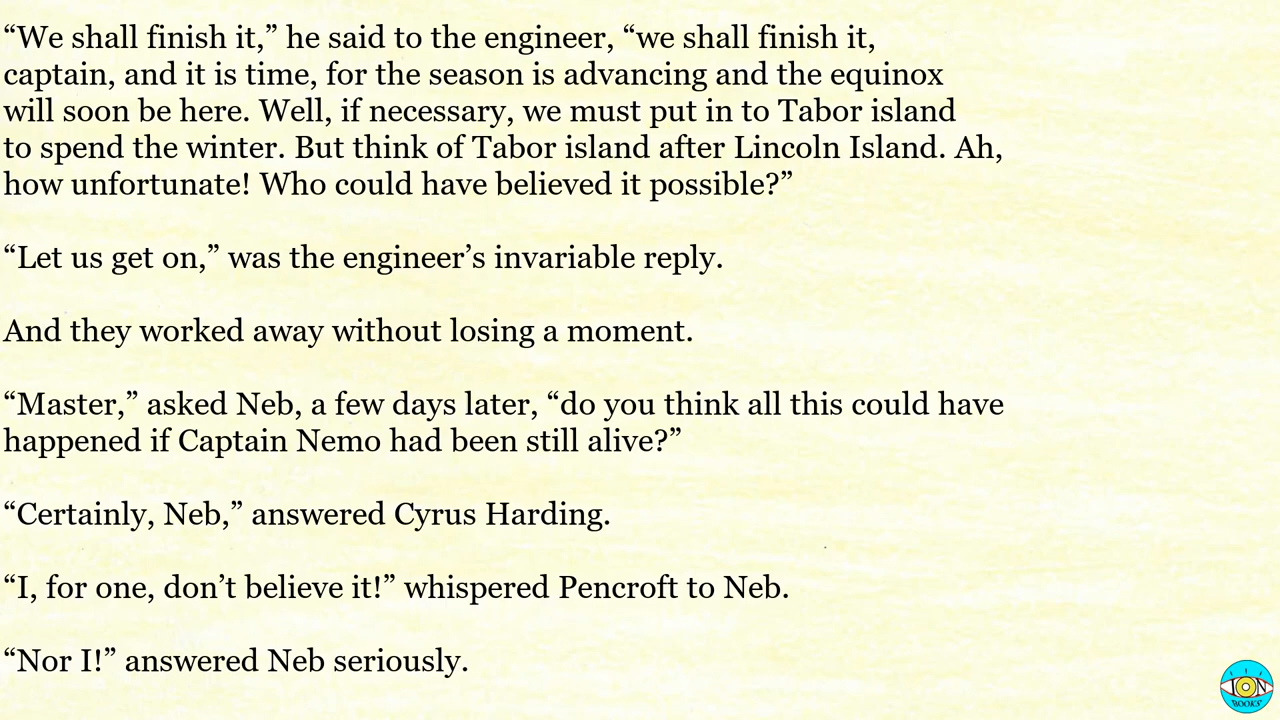 “We shall finish it,” he said to the engineer, “we shall finish it,
captain, and it is time, for the season is advancing and the equinox
will soon be here. Well, if necessary, we must put in to Tabor island
to spend the winter. But think of Tabor island after Lincoln Island. Ah,
how unfortunate! Who could have believed it possible?”
“Let us get on,” was the engineer’s invariable reply.
And they worked away without losing a moment.
“Master,” asked Neb, a few days later, “do you think all this could have
happened if Captain Nemo had been still alive?”
“Certainly, Neb,” answered Cyrus Harding.
“I, for one, don’t believe it!” whispered Pencroft to Neb.
“Nor I!” answered Neb seriously.
ION
BOOKS